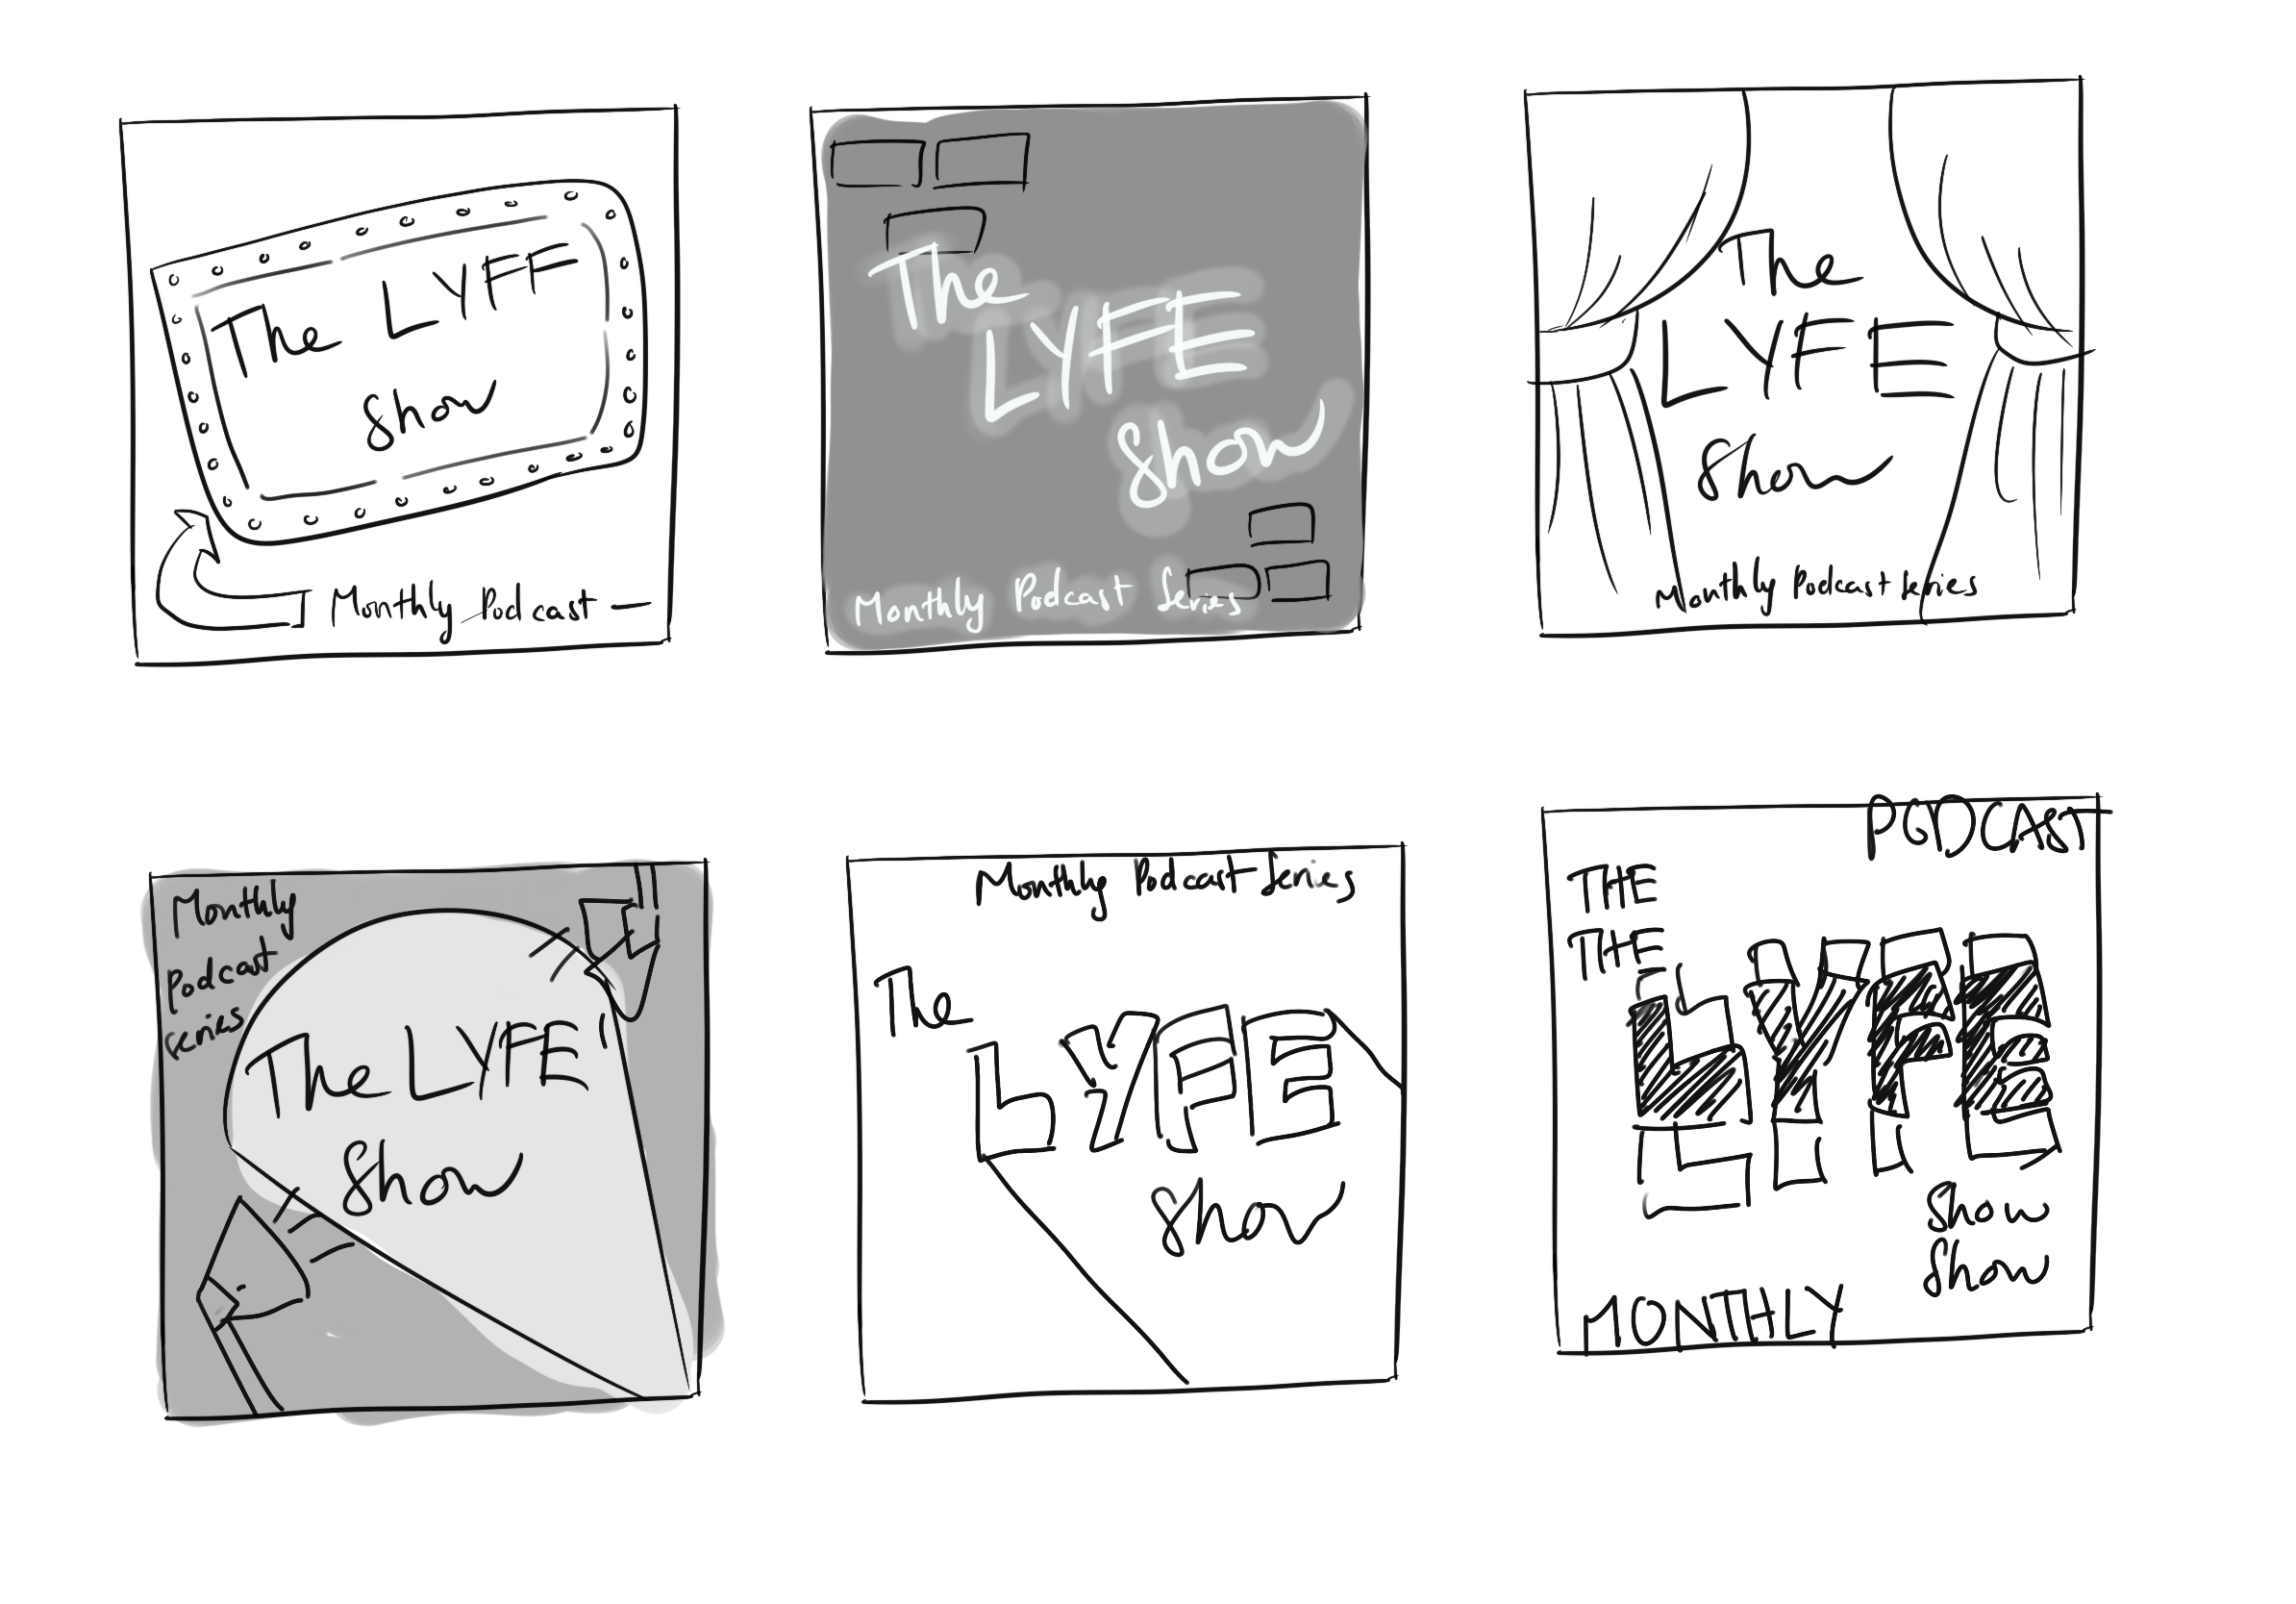 The LYFF
Show
Monthly Podcast
The
LYFE
Show
Monthly Podcast Series
The
LYFE
Show
Monthly Podcast Series
Monthly
Podcast
Series
The LYFE
Show
Monthly Podcast Series
The
LYFE
Show
PODCAST
THE
THE
LYFE
Show
Show
MONTHLY